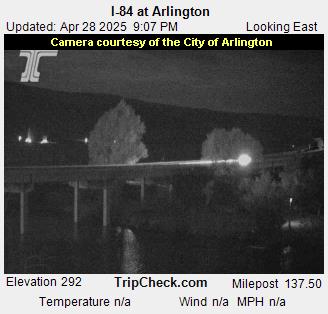 I-84 at Arlington
Updated: Apr 28 2025 9:07 PM Looking East
Camera courtesy of the City of Arlington
Elevation 292 TripCheck.com Milepost 137.50
Temperature n/a Wind n/a MPH n/a